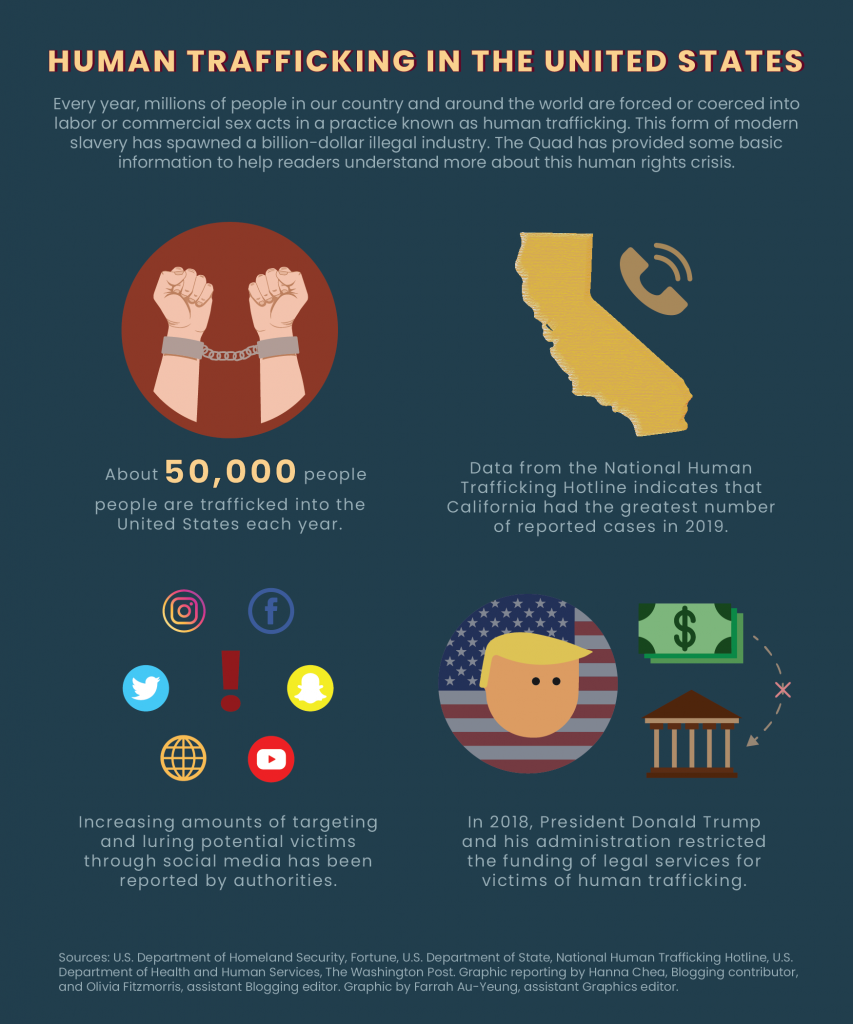 HUMAN TRAFFICKING IN THE UNITED STATES
Every year, millions of people in our country and around the world are forced or coerced into
labor or commercial sex acts in a practice known as human trafficking. This form of modern
slavery has spawned a billion-dollar illegal industry. The Quad has provided some basic
information to help readers understand more about this human rights crisis.
About 50,000 people
people are trafficked into the
United States each year.
Data from the National Human
Trafficking Hotline indicates that
California had the greatest number
of reported cases in 2019.
!
$
Increasing amounts of targeting
and luring potential victims
through social media has been
reported by authorities.
In 2018, President Donald Trump
and his administration restricted
the funding of legal services for
victims of human trafficking.
Sources: U.S. Department of Homeland Security, Fortune, U.S. Department of State, National Human Trafficking Hotline, U.S.
Department of Health and Human Services, The Washington Post. Graphic reporting by Hanna Chea, Blogging contributor,
and Olivia Fitzmorris, assistant Blogging editor. Graphic by Farrah Au-Yeung, assistant Graphics editor.